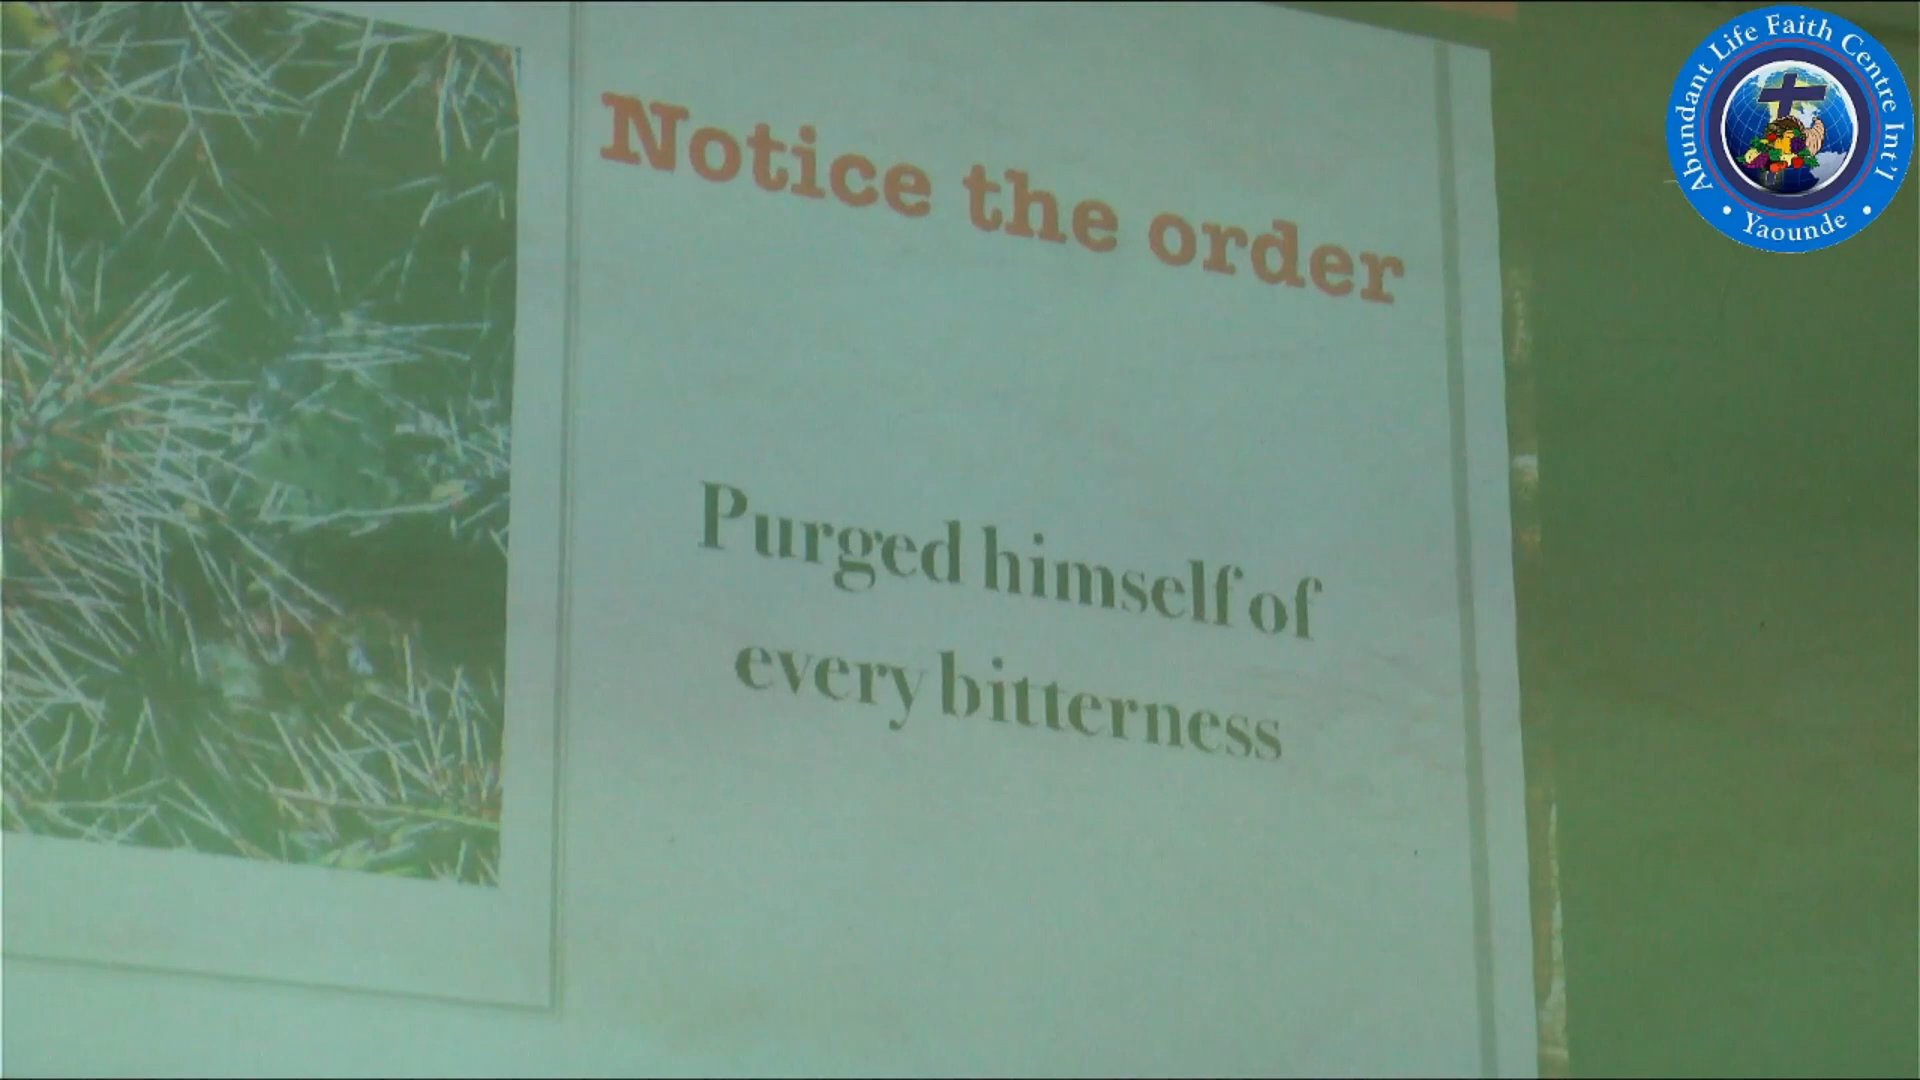 Notice the order
Purged himself of
every bitterness
Abundant Life Faith Centre Int'l
• Yaounde •